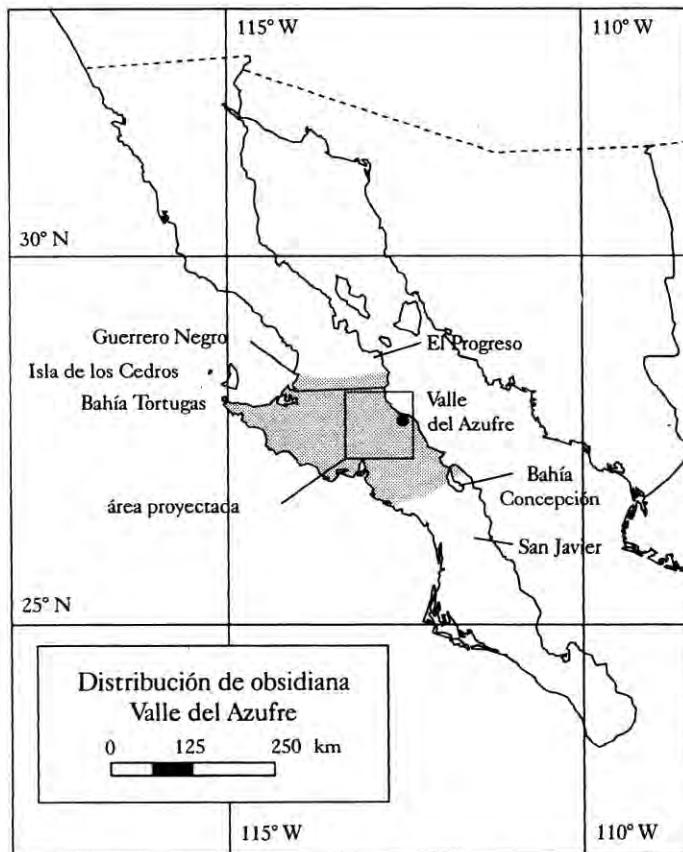 115° W
110° W
30° N
Guerrero Negro
El Progreso
Isla de los Cedros
Bahía Tortugas
Valle
del Azufre
Bahía
Concepción
área proyectada
San Javier
25° N
Distribución de obsidiana
Valle del Azufre
0 125 250 km
115° W
110° W